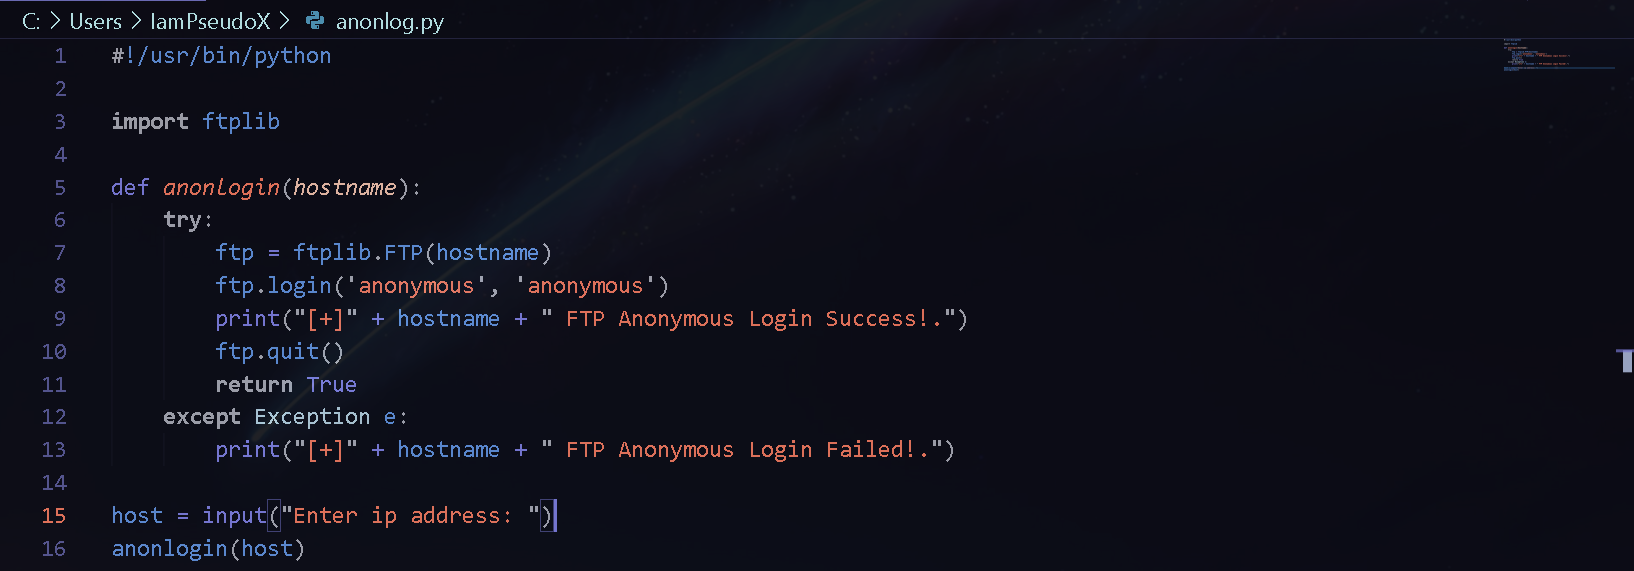 C: > Users > IamPseudoX > anonlog.py
1 #!/usr/bin/python
2
3 import ftplib
4
5 def anonlogin(hostname):
6     try:
7         ftp = ftplib.FTP(hostname)
8         ftp.login('anonymous', 'anonymous')
9         print("[+]" + hostname + " FTP Anonymous Login Success!.")
10         ftp.quit()
11         return True
12     except Exception e:
13         print("[+]" + hostname + " FTP Anonymous Login Failed!.")
14
15 host = input("Enter ip address: ")
16 anonlogin(host)